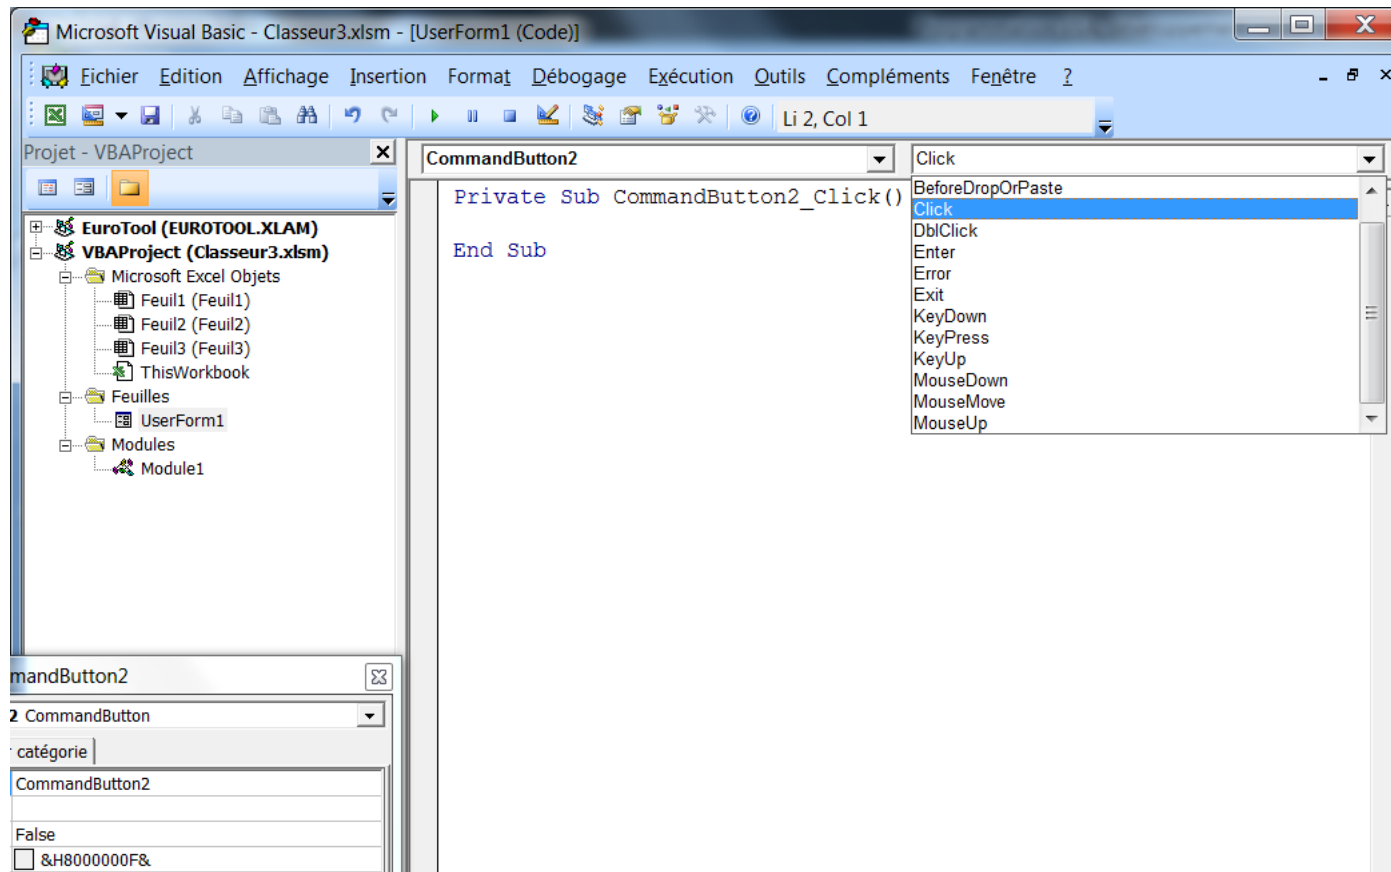 Microsoft Visual Basic - Classeur3.xlsm - [UserForm1 (Code)]
Fichier Edition Affichage Insertion Format Débogage Exécution Outils Compléments Fenêtre ?
Li 2, Col 1
Projet - VBAProject
EuroTool (EUROTOOL.XLAM)
VBAProject (Classeur3.xlsm)
Microsoft Excel Objets
Feuil1 (Feuil1)
Feuil2 (Feuil2)
Feuil3 (Feuil3)
ThisWorkbook
Feuilles
UserForm1
Modules
Module1
CommandButton2
Click
Private Sub CommandButton2_Click()
End Sub
BeforeDropOrPaste
Click
DblClick
Enter
Error
Exit
KeyDown
KeyPress
KeyUp
MouseDown
MouseMove
MouseUp
mandButton2
2 CommandButton
catégorie
CommandButton2
False
&H8000000F&